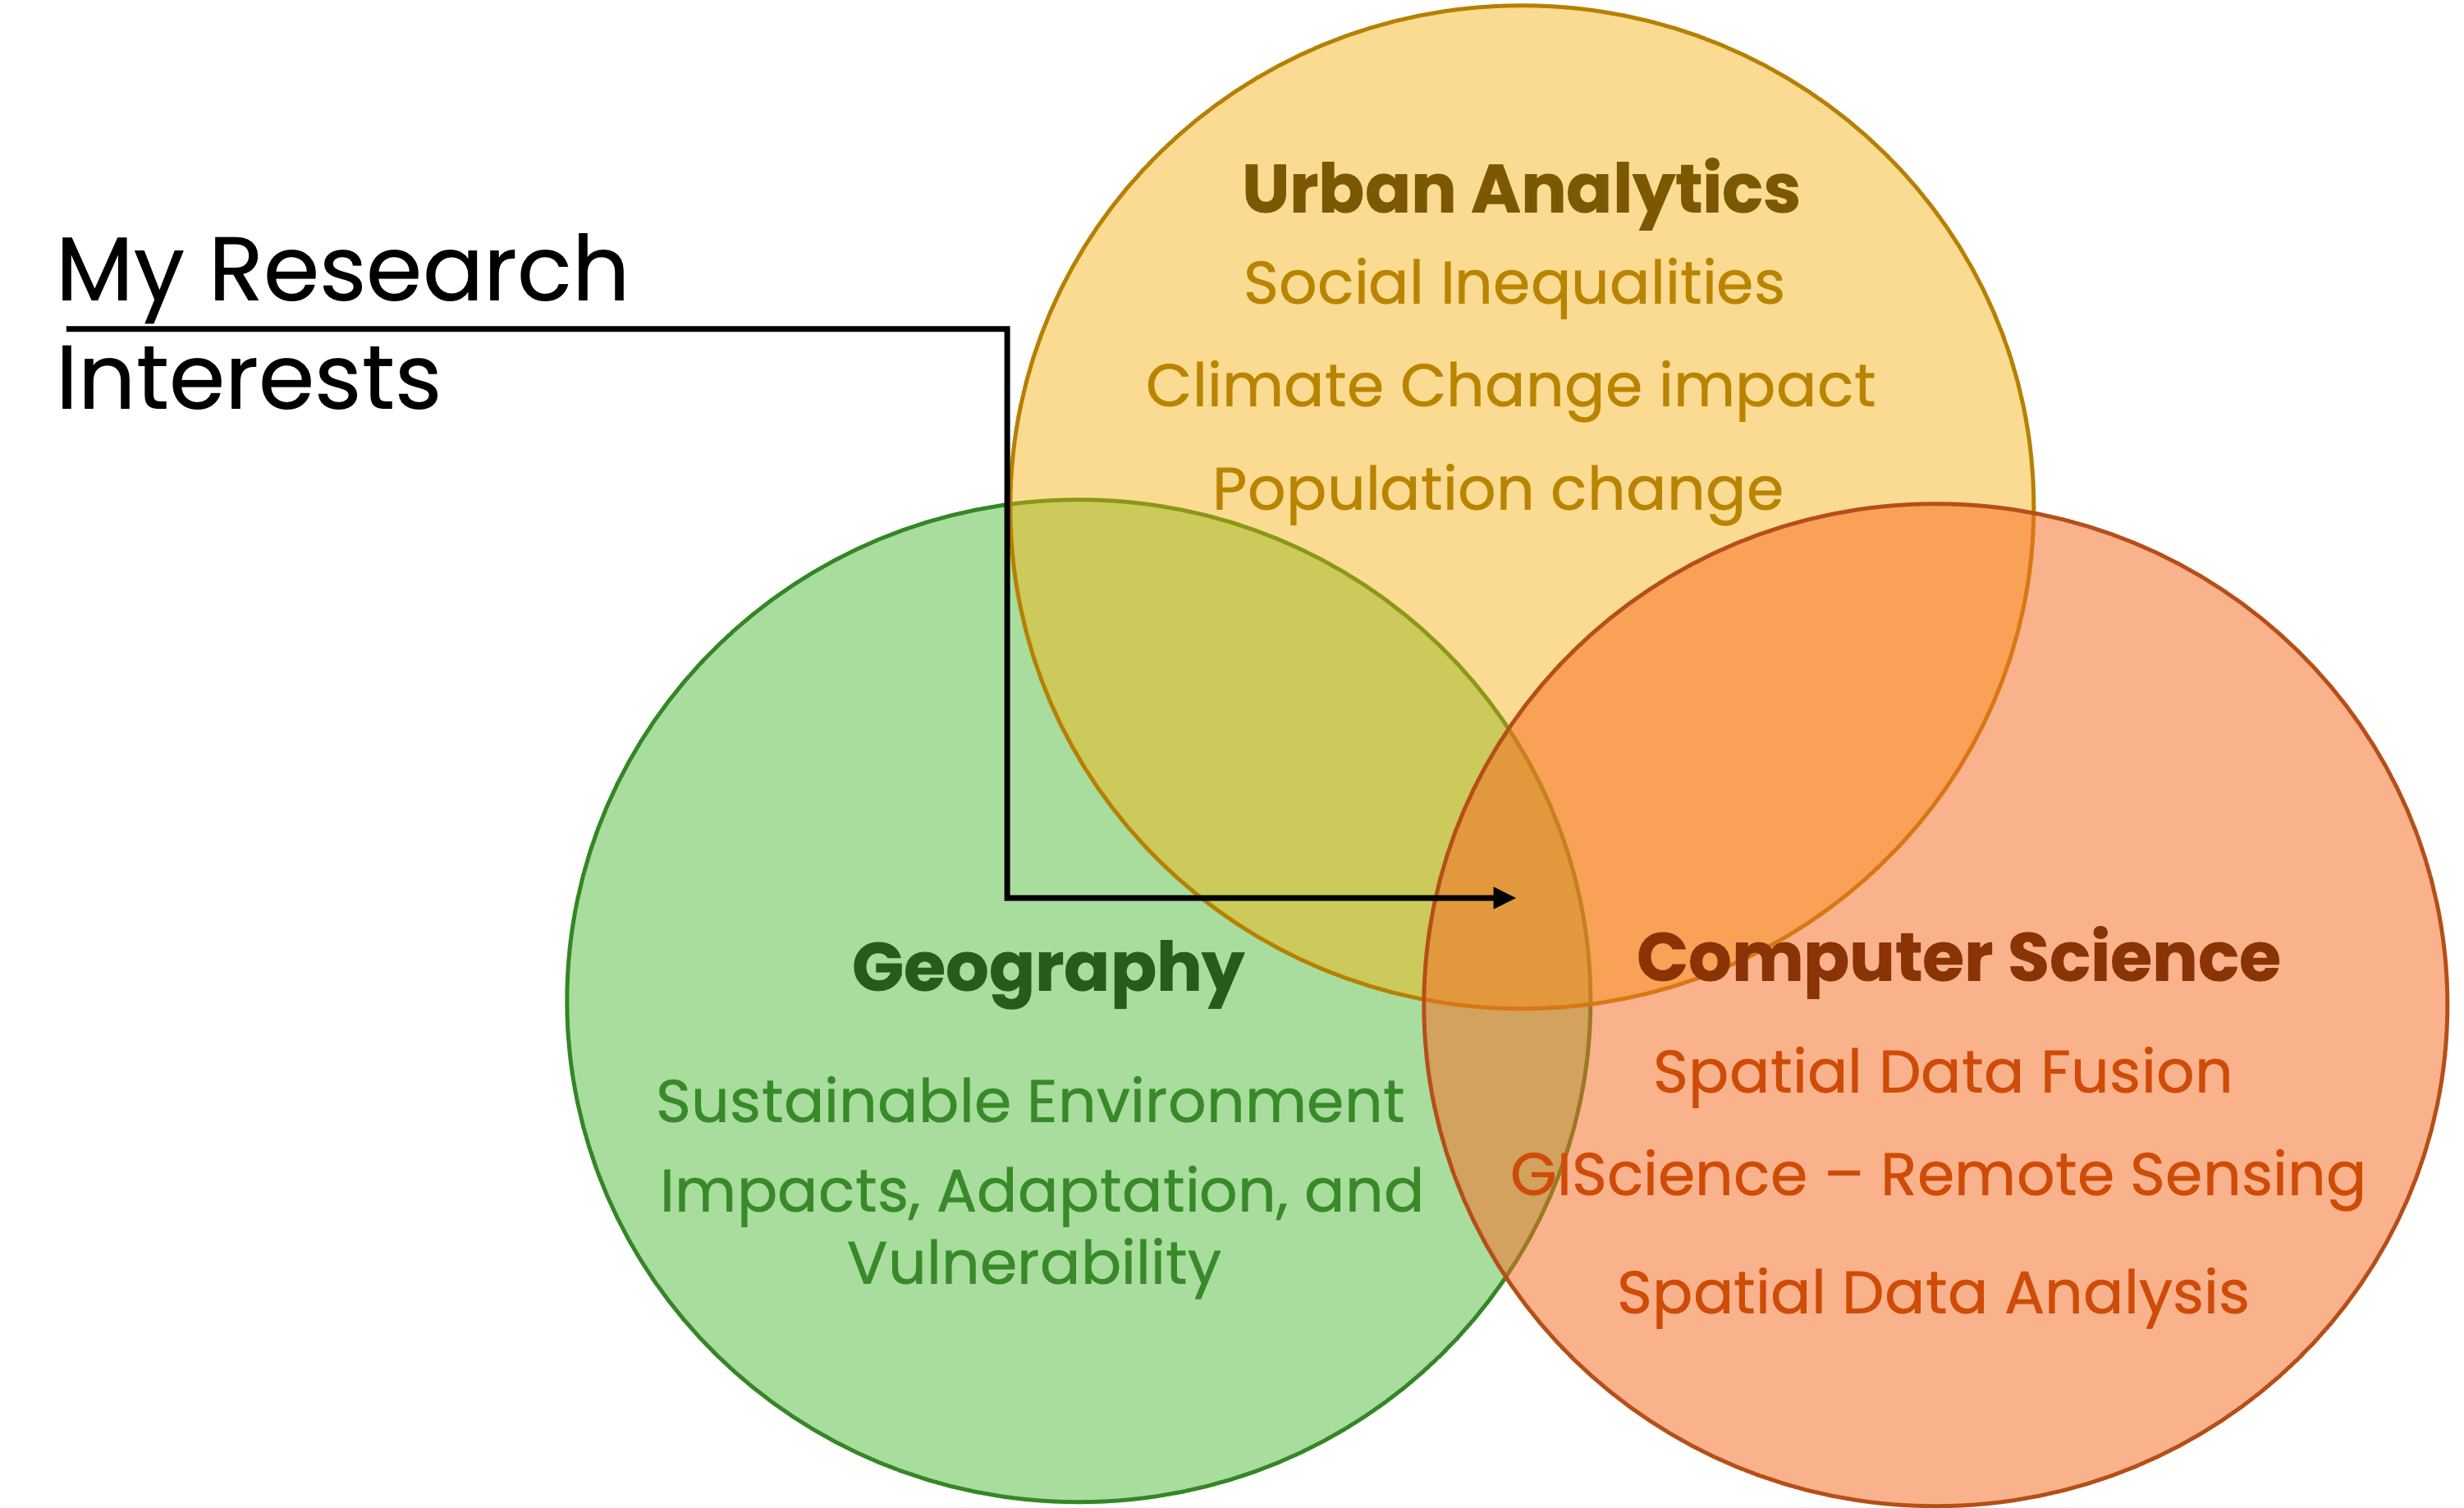 My Research
Interests
Urban Analytics
Social Inequalities
Climate Change impact
Population change
Geography
Sustainable Environment
Impacts, Adaptation, and
Vulnerability
Computer Science
Spatial Data Fusion
GIScience – Remote Sensing
Spatial Data Analysis